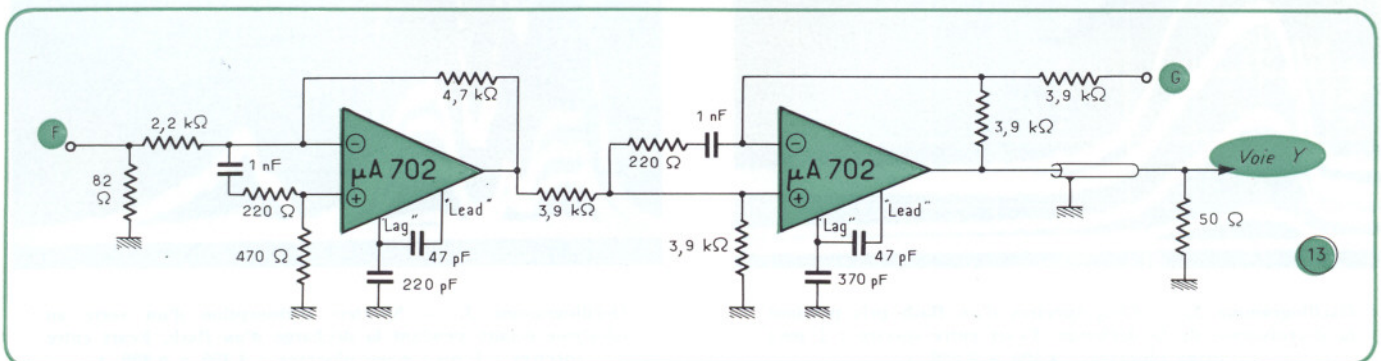 F
2,2 kΩ
82
Ω
1 nF
220 Ω
470 Ω
4,7 kΩ
−
+
µA 702
"Lag"
"Lead"
47 pF
220 pF
3,9 kΩ
220 Ω
1 nF
3,9 kΩ
−
+
µA 702
"Lag"
"Lead"
47 pF
370 pF
3,9 kΩ
G
3,9 kΩ
Voie Y
50 Ω
13